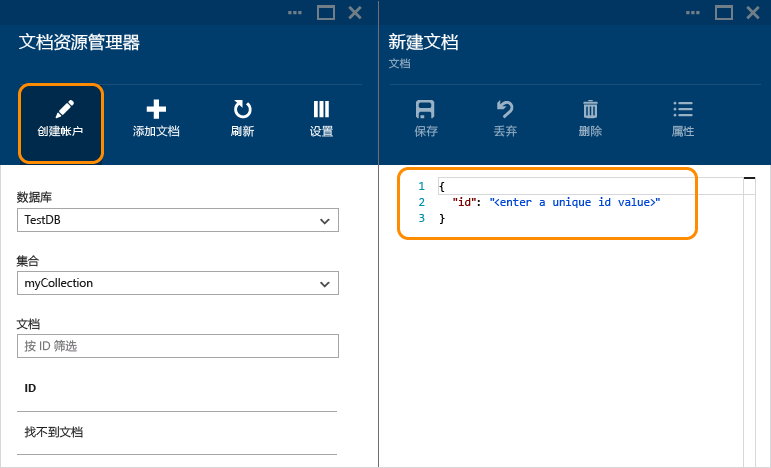 文档资源管理器
创建帐户
添加文档
刷新
设置
数据库
TestDB
集合
myCollection
文档
按 ID 筛选
ID
找不到文档
新建文档
文档
保存
丢弃
删除
属性
1 {
2 "id": "<enter a unique id value>"
3 }